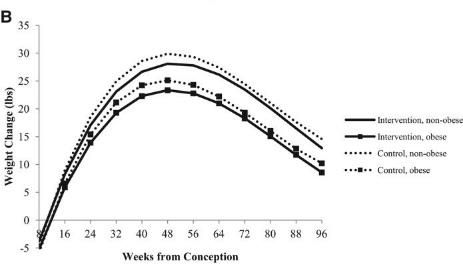 B
35
30
25
20
15
10
5
0
-5
8 16 24 32 40 48 56 64 72 80 88 96
Weight Change (lbs)
Weeks from Conception
Intervention, non-obese
Intervention, obese
Control, non-obese
Control, obese